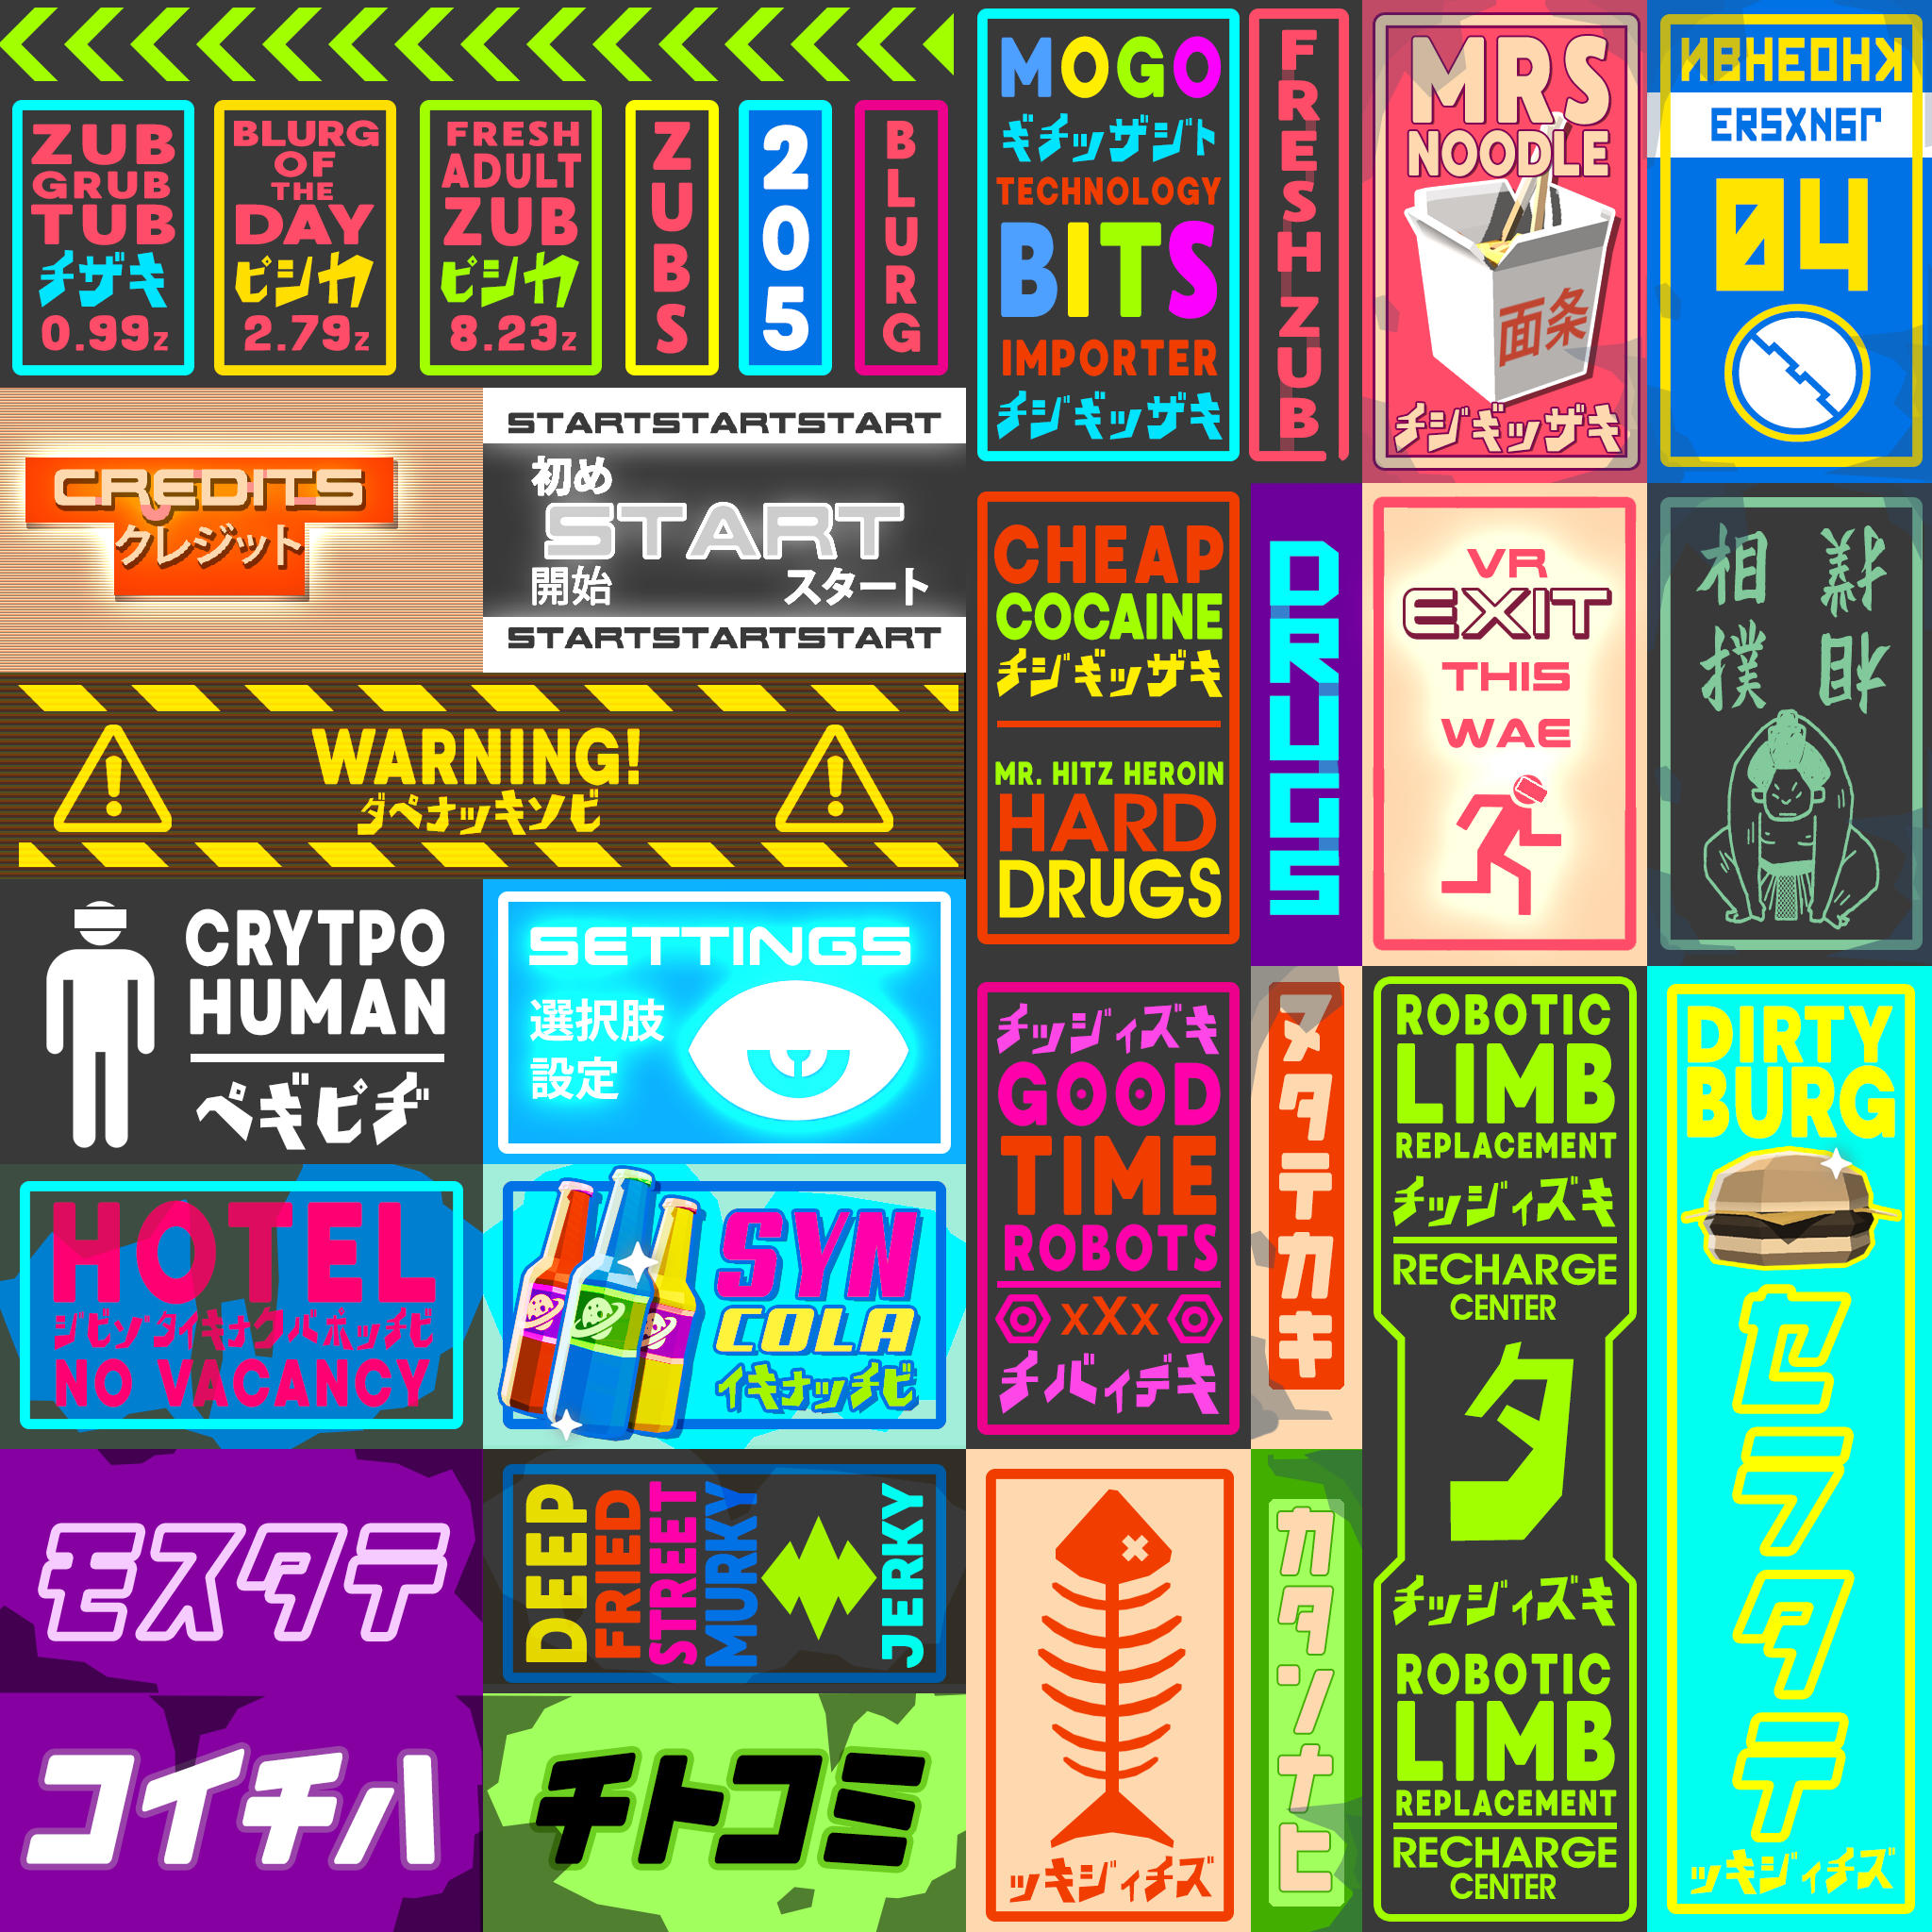 ZUB
GRUB
TUB
チザキ
0.99z
BLURG
OF
THE
DAY
ピシカ
2.79z
FRESH
ADULT
ZUB
ピシカ
8.23z
ZUBS
205
BLURG
MOGO
ギチッザジト
TECHNOLOGY
BITS
IMPORTER
チジギッザキ
FRESH ZUB
MRS
NOODLE
面条
チジギッザキ
04
CREDITS
クレジット
STARTSTARTSTART
初め
START
開始 スタート
STARTSTARTSTART
WARNING!
ダペナッキソビ
CHEAP
COCAINE
チジギッザキ
MR. HITZ HEROIN
HARD
DRUGS
DRUGS
VR
EXIT
THIS
WAE
相撲
CRYTPO
HUMAN
ペギピヂ
SETTINGS
選択肢
設定
チッジィズキ
GOOD
TIME
ROBOTS
xXx
チバィデキ
ヌタテカキ
ROBOTIC
LIMB
REPLACEMENT
チッジィズキ
RECHARGE
CENTER
タ
チッジィズキ
ROBOTIC
LIMB
REPLACEMENT
RECHARGE
CENTER
DIRTY
BURG
セラタテ
ッキジィチズ
HOTEL
ジビソタイキナクバポッチビ
NO VACANCY
SYN
COLA
イキナッチビ
モスタテ
DEEP
FRIED
STREET
MURKY
JERKY
コイチハ
チトコミ
ッキジィチズ
カタンナヒ